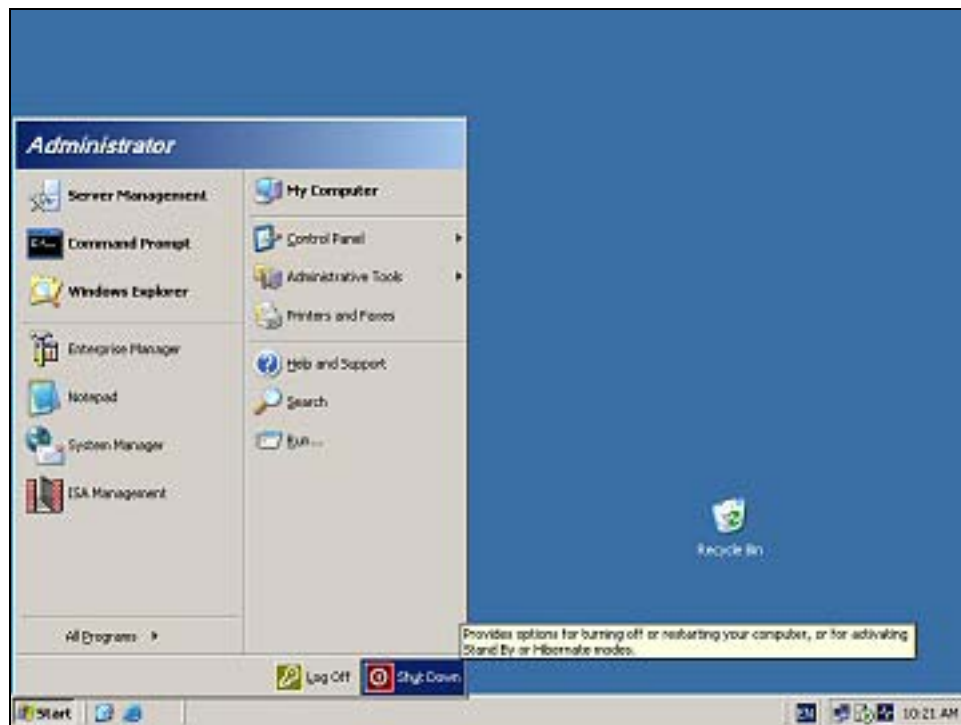 Administrator
Server Management
Command Prompt
Windows Explorer
Enterprise Manager
Notepad
System Manager
ISA Management
All Programs
My Computer
Control Panel
Administrative Tools
Printers and Faxes
Help and Support
Search
Run...
Log Off
Shut Down
Recycle Bin
Provides options for turning off or restarting your computer, or for activating
Stand By or Hibernate modes.
Start
EN
10:21 AM